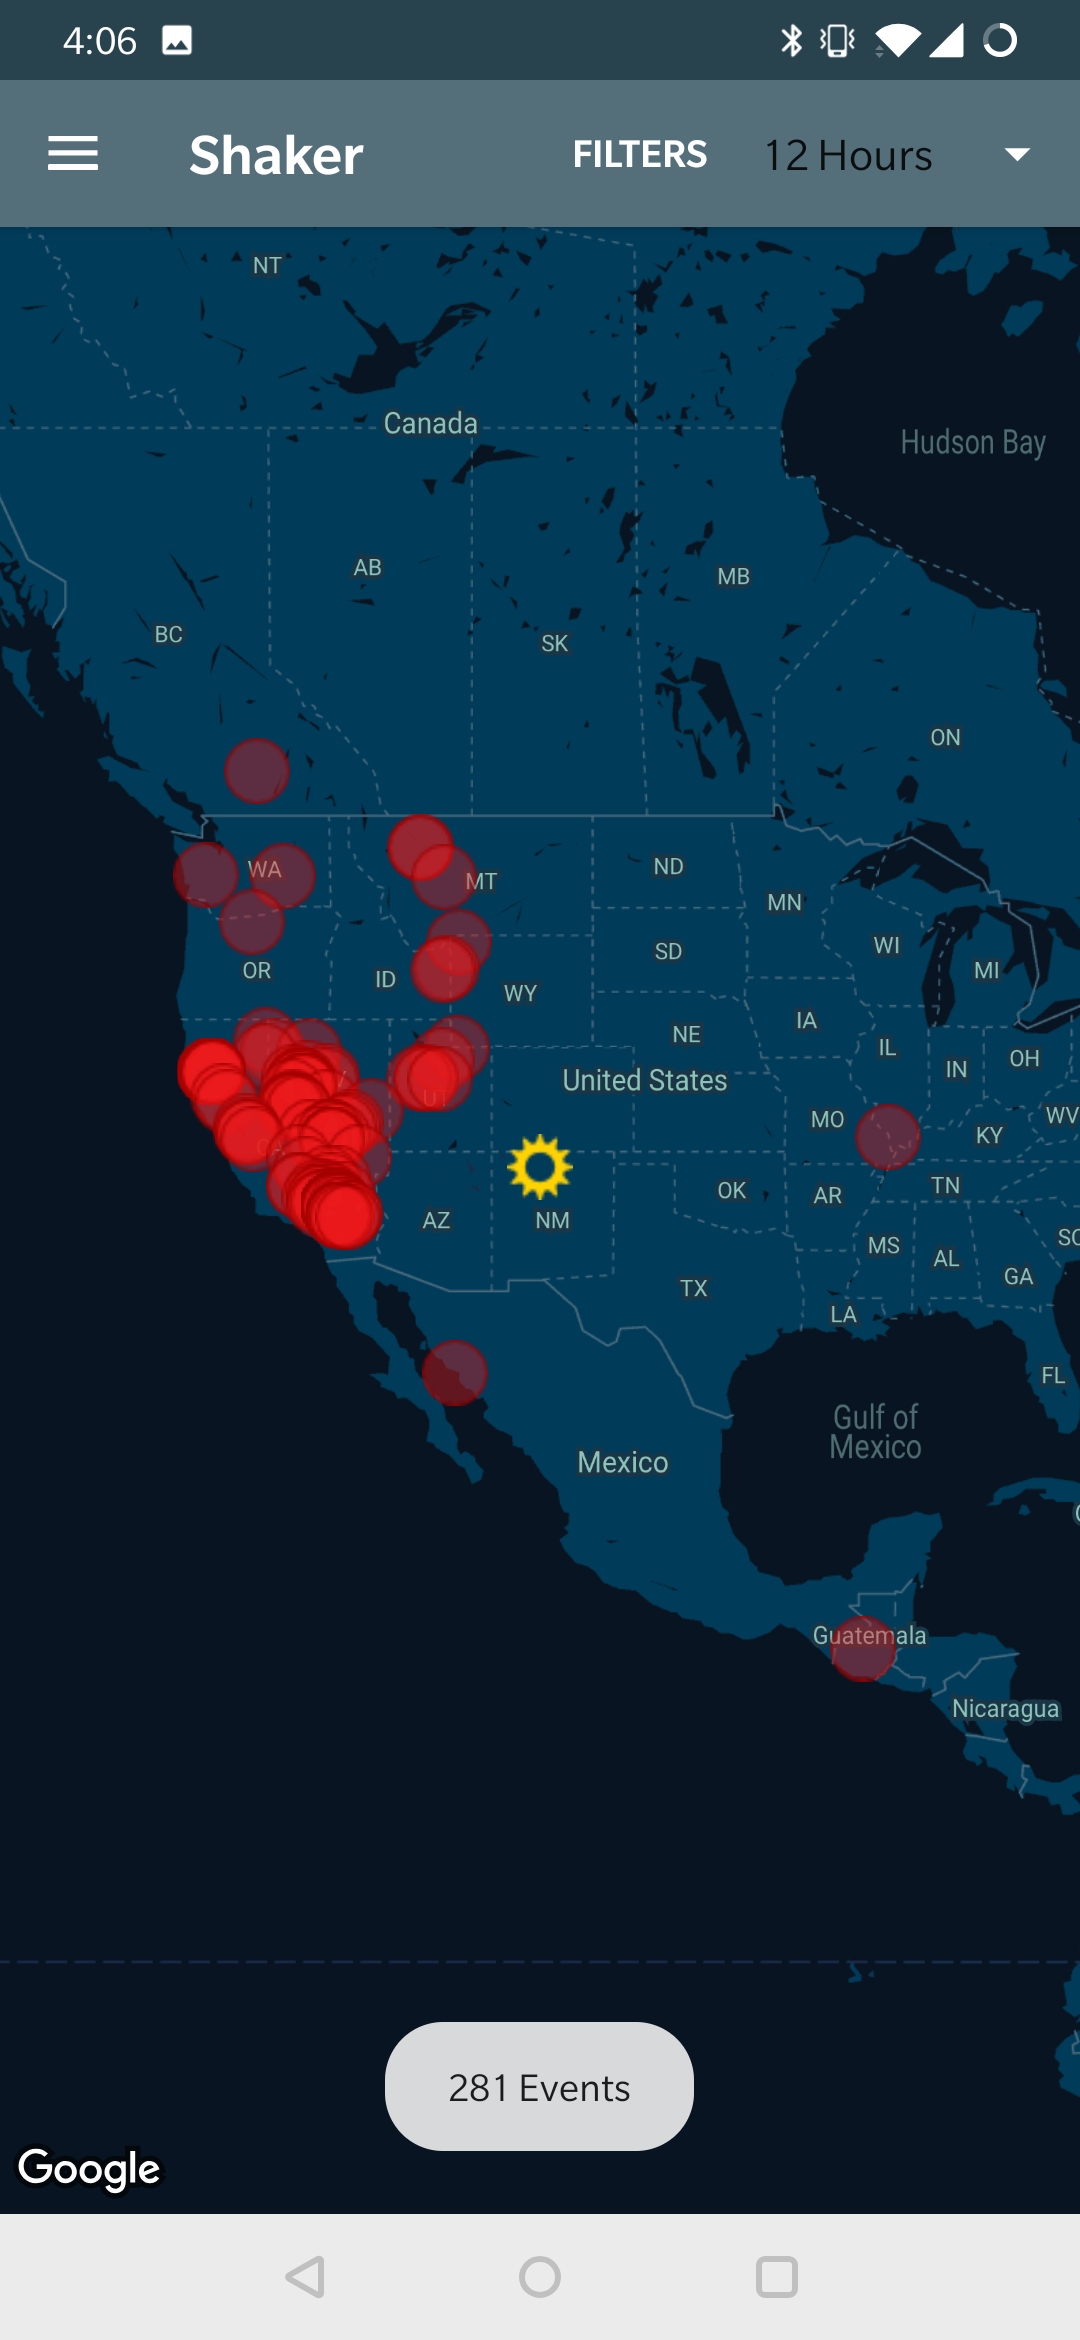 4:06
Shaker FILTERS 12 Hours
NT
Canada
Hudson Bay
AB
MB
BC
SK
ON
WA
MT
ND
MN
OR
ID
WY
SD
WI
MI
NE
IA
IL
IN
OH
United States
UT
MO
KY
WV
CA
OK
AR
TN
AZ
NM
MS
AL
GA
SC
TX
LA
FL
Gulf of
Mexico
Mexico
Guatemala
Nicaragua
281 Events
Google